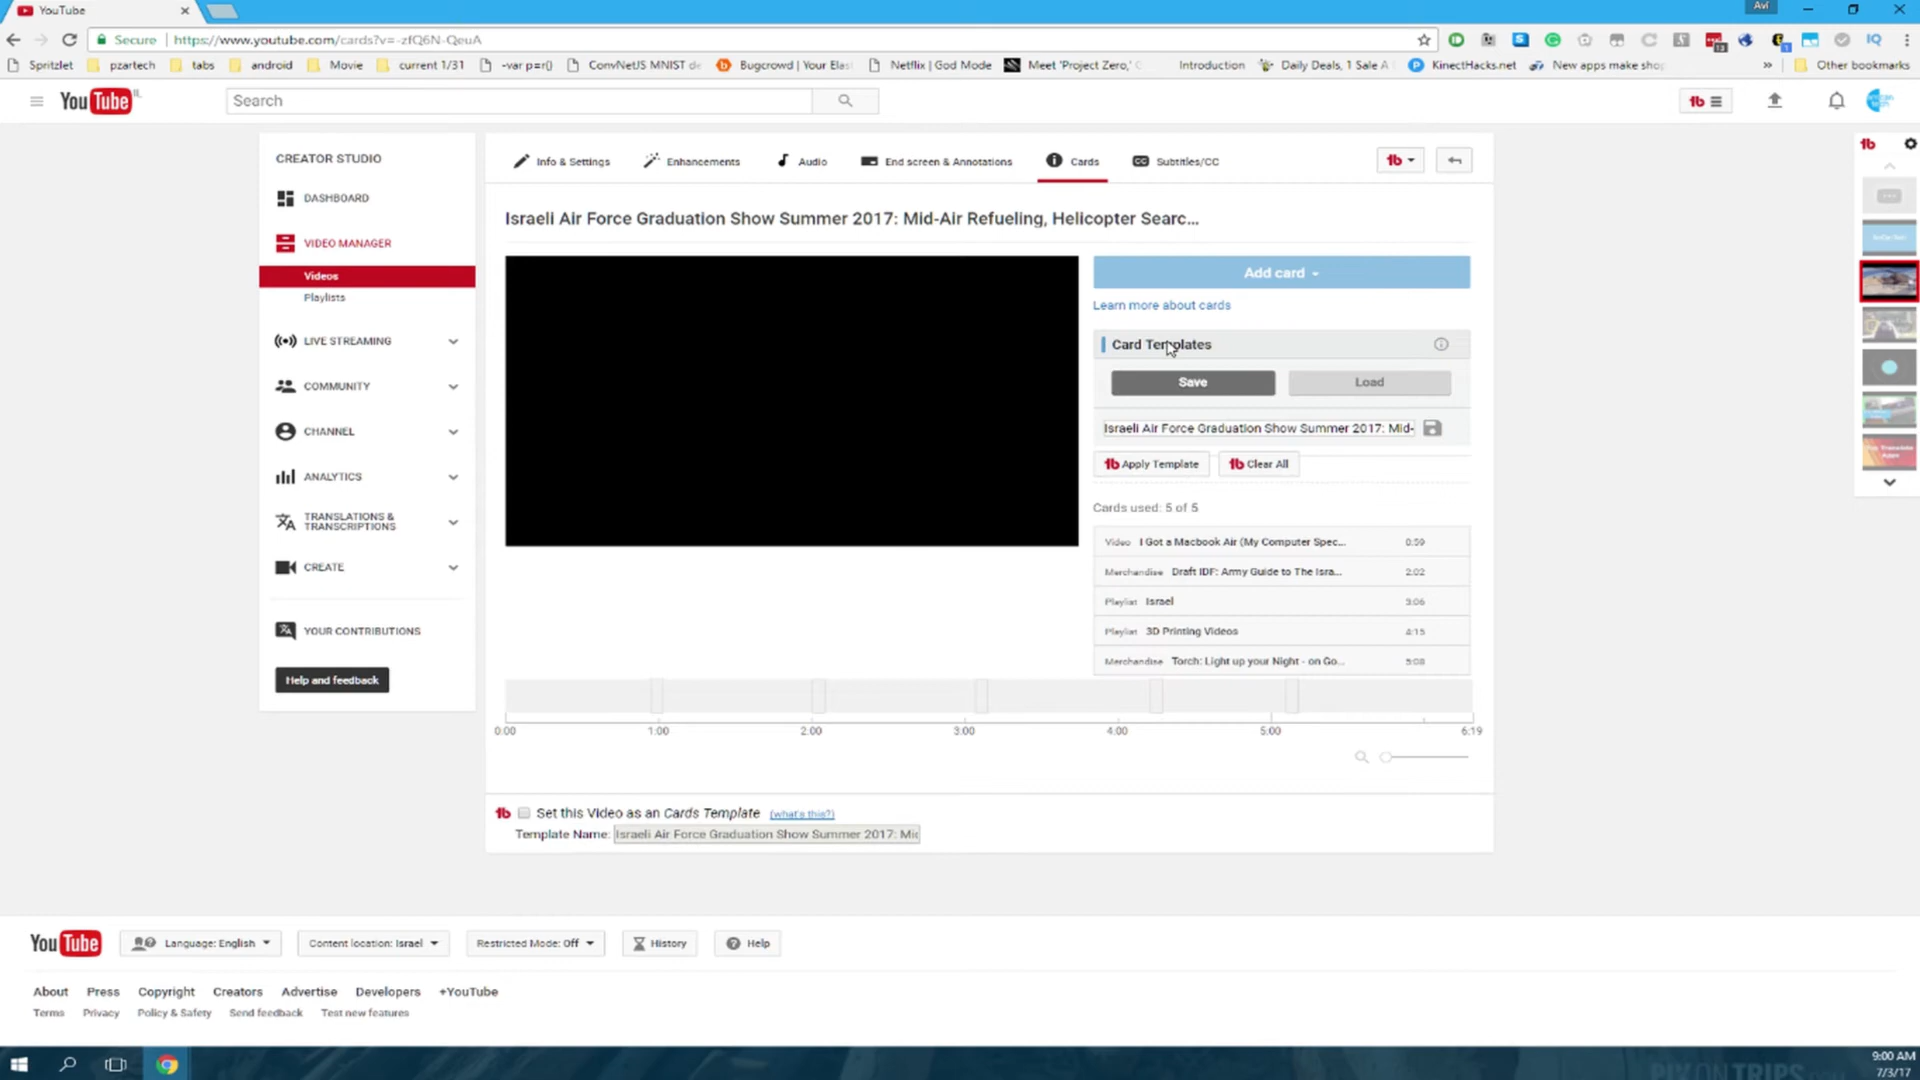 YouTube
Avi
Secure | https://www.youtube.com/cards?v=-zfQ6N-QeuA
Spritzlet pzartech tabs android Movie current 1/31 -var p=r() ConvNetJS MNIST de Bugcrowd | Your Elas Netflix | God Mode Meet 'Project Zero,' Introduction Daily Deals, 1 Sale A KinectHacks.net New apps make shop » Other bookmarks
YouTube IL
Search
CREATOR STUDIO
DASHBOARD
VIDEO MANAGER
Videos
Playlists
LIVE STREAMING
COMMUNITY
CHANNEL
ANALYTICS
TRANSLATIONS &
TRANSCRIPTIONS
CREATE
YOUR CONTRIBUTIONS
Help and feedback
Info & Settings Enhancements Audio End screen & Annotations Cards CC Subtitles/CC
Israeli Air Force Graduation Show Summer 2017: Mid-Air Refueling, Helicopter Searc...
Add card
Learn more about cards
Card Templates
Save Load
Israeli Air Force Graduation Show Summer 2017: Mid-
Apply Template Clear All
Cards used: 5 of 5
Video I Got a Macbook Air (My Computer Spec... 0:59
Merchandise Draft IDF: Army Guide to The Isra... 2:02
Playlist Israel 3:06
Playlist 3D Printing Videos 4:15
Merchandise Torch: Light up your Night - on Go... 5:08
0:00 1:00 2:00 3:00 4:00 5:00 6:19
Set this Video as an Cards Template (what's this?)
Template Name: Israeli Air Force Graduation Show Summer 2017: Mid
YouTube Language: English Content location: Israel Restricted Mode: Off History Help
About Press Copyright Creators Advertise Developers +YouTube
Terms Privacy Policy & Safety Send feedback Test new features
9:00 AM
7/3/17
PIXONTRIPS